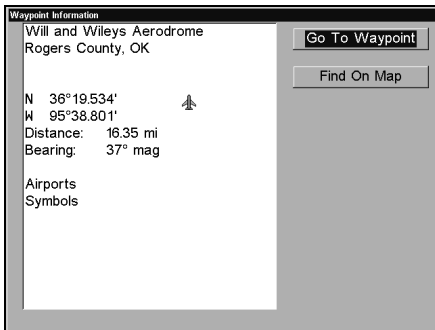 Waypoint Information
Will and Wileys Aerodrome
Rogers County, OK
N 36°19.534'
W 95°38.801'
Distance: 16.35 mi
Bearing: 37° mag
Airports
Symbols
Go To Waypoint
Find On Map